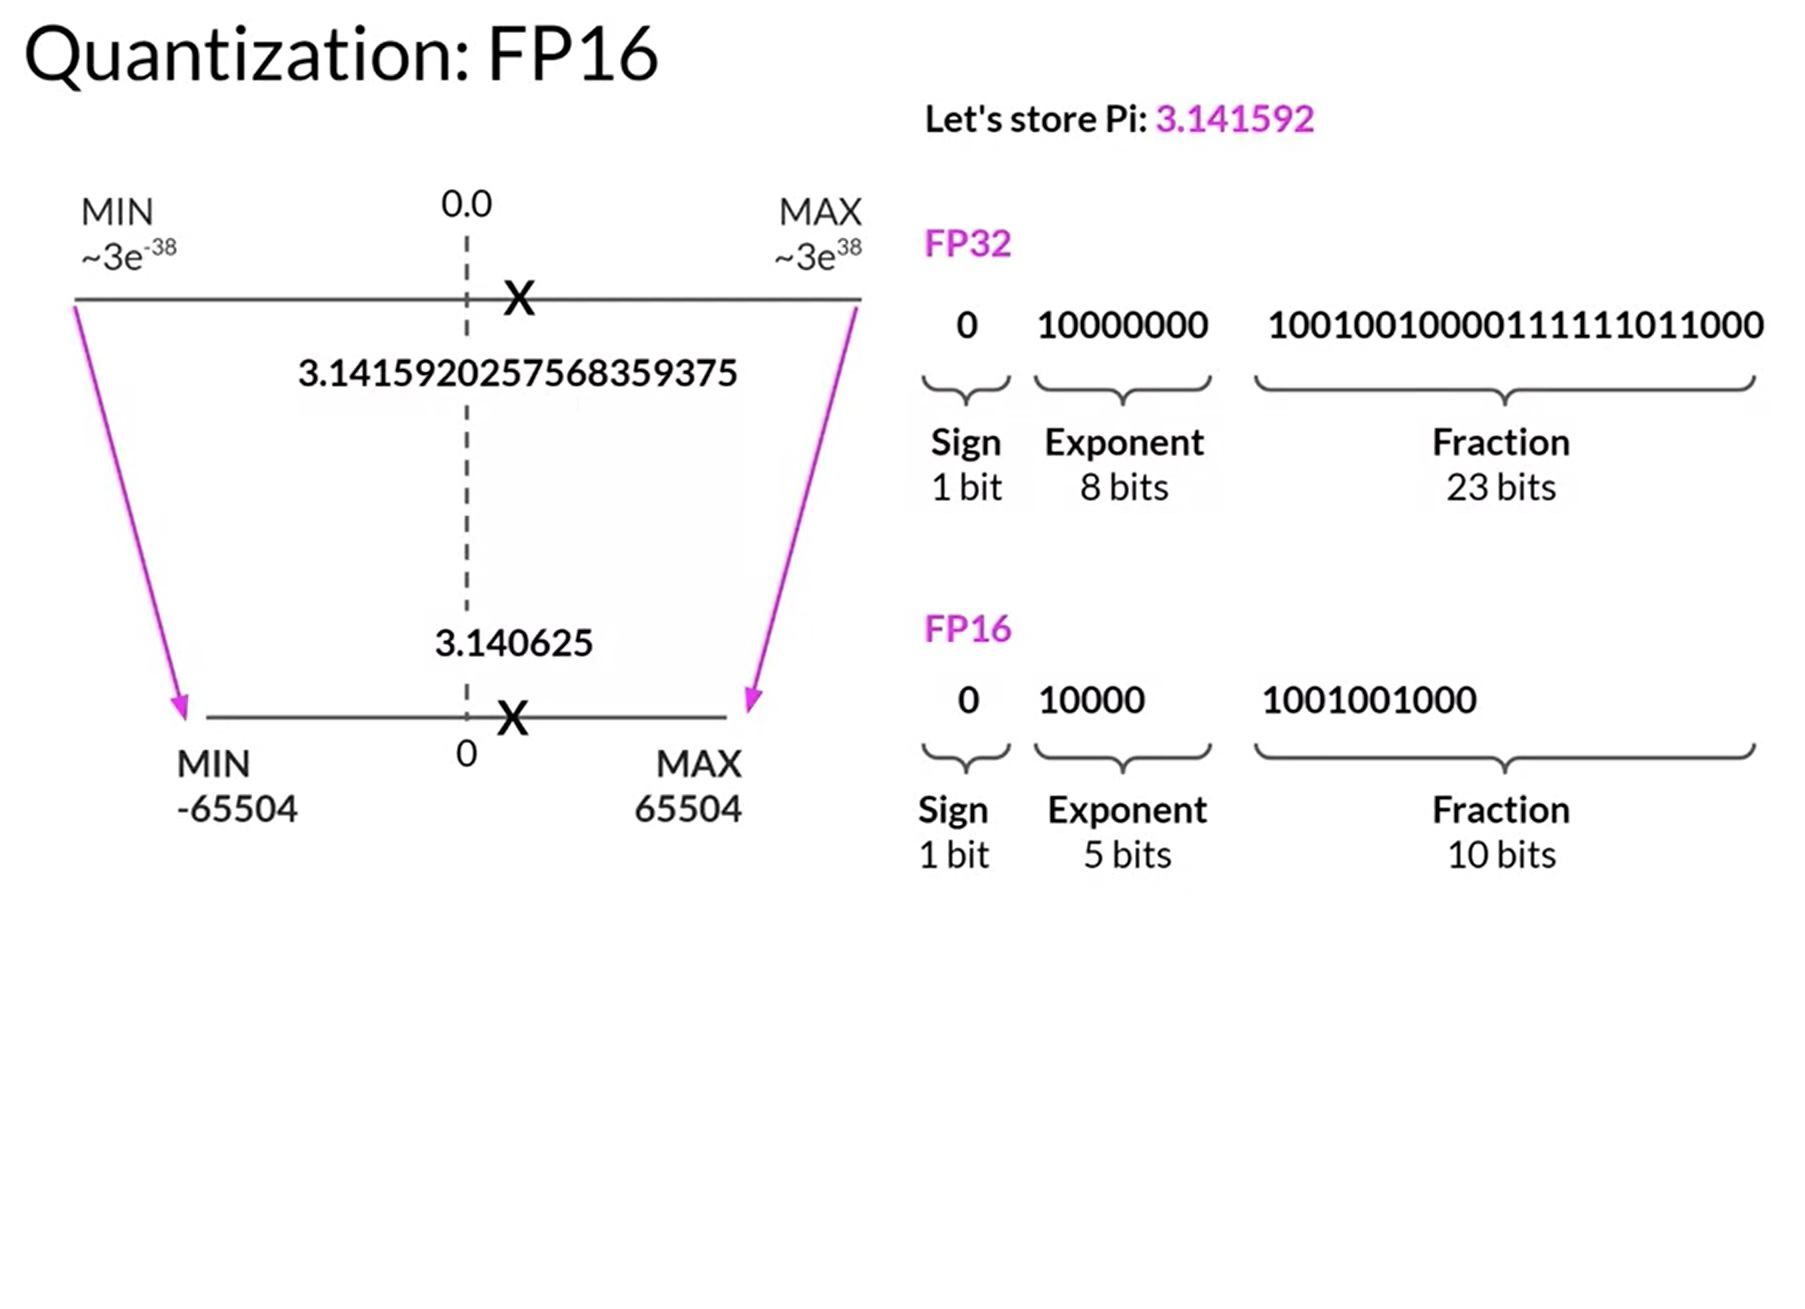 Quantization: FP16
Let's store Pi: 3.141592
MIN
~3e-38
0.0
MAX
~3e38
X
3.1415920257568359375
3.140625
X
0
MIN
-65504
MAX
65504
FP32
0 10000000 10010010000111111011000
Sign Exponent Fraction
1 bit 8 bits 23 bits
FP16
0 10000 1001001000
Sign Exponent Fraction
1 bit 5 bits 10 bits